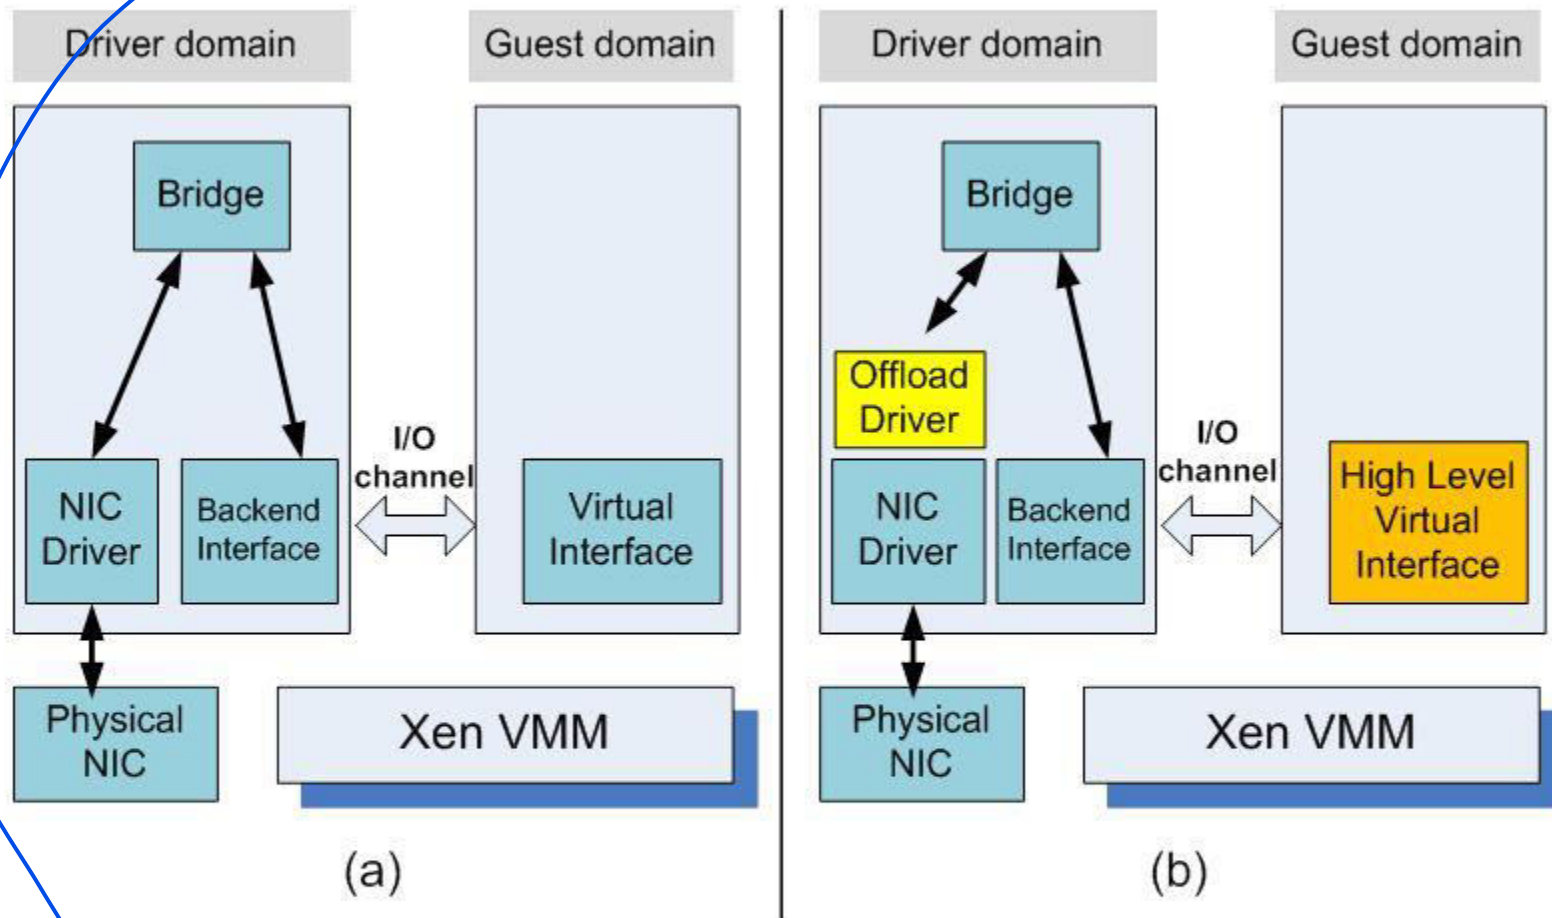 Driver domain
Guest domain
Bridge
I/O
channel
NIC
Driver
Backend
Interface
Virtual
Interface
Physical
NIC
Xen VMM
(a)
Driver domain
Guest domain
Bridge
Offload
Driver
I/O
channel
NIC
Driver
Backend
Interface
High Level
Virtual
Interface
Physical
NIC
Xen VMM
(b)